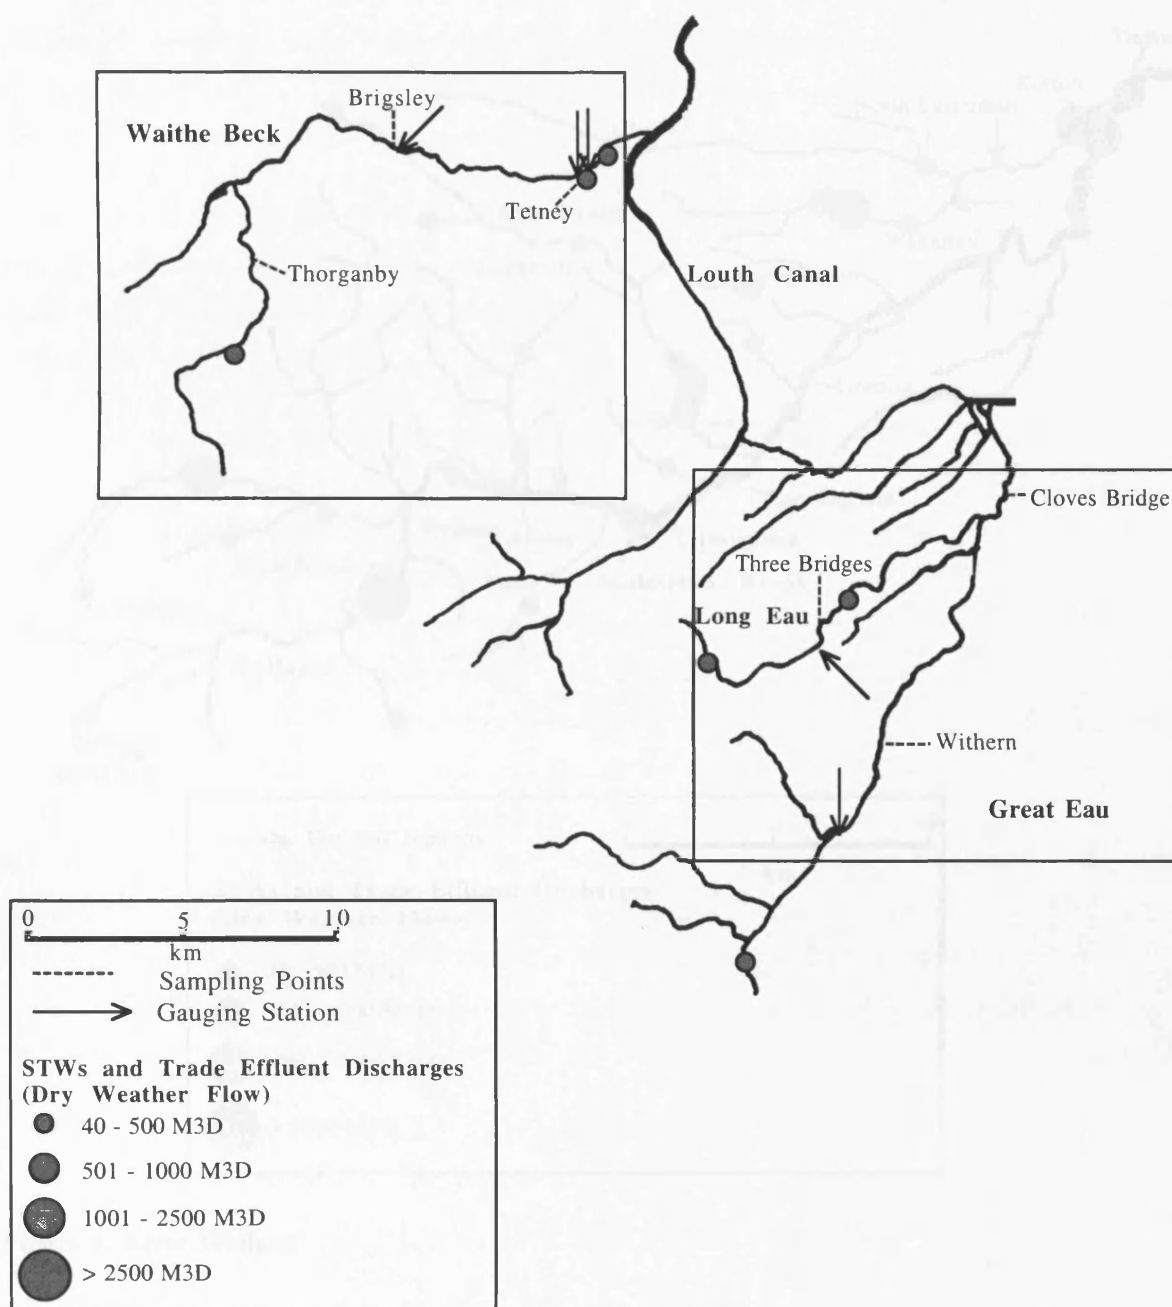 Brigsley
Waithe Beck
Tetney
Thorganby
Louth Canal
Cloves Bridge
Three Bridges
Long Eau
Withern
Great Eau
0 5 10
km
Sampling Points
Gauging Station
STWs and Trade Effluent Discharges
(Dry Weather Flow)
40 - 500 M3D
501 - 1000 M3D
1001 - 2500 M3D
> 2500 M3D